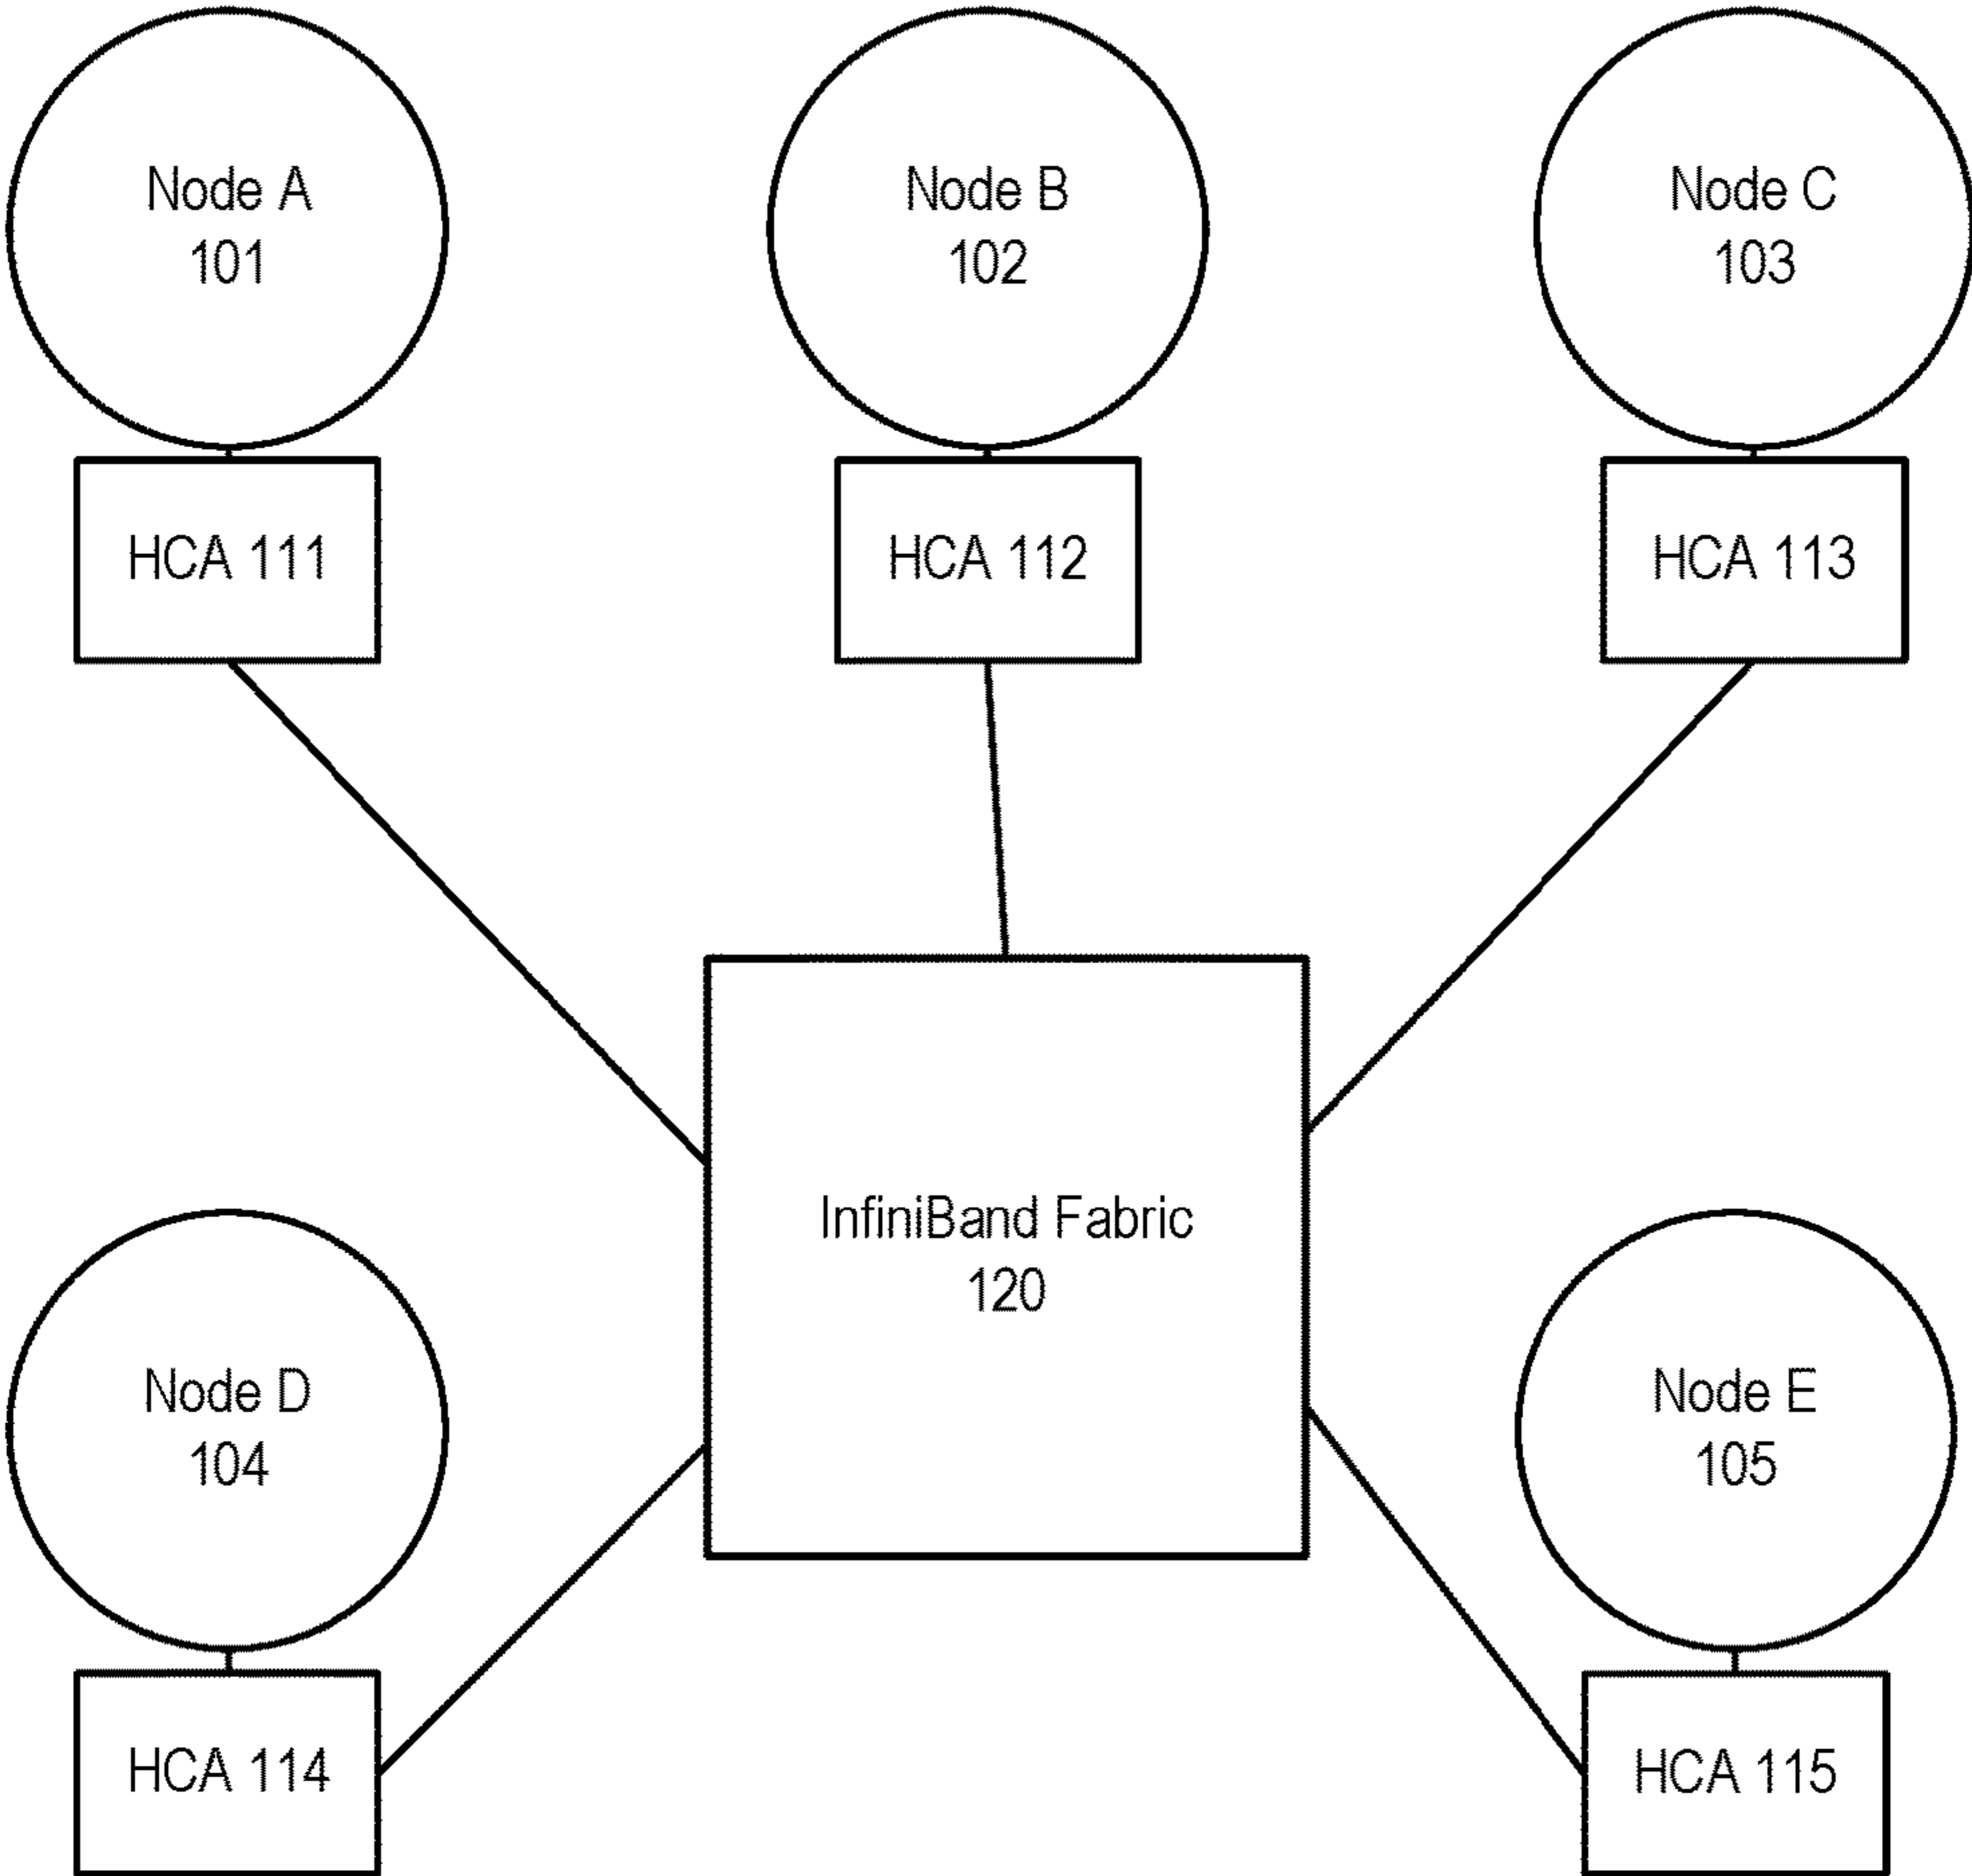 Node A
101
Node B
102
Node C
103
HCA 111
HCA 112
HCA 113
InfiniBand Fabric
120
Node D
104
Node E
105
HCA 114
HCA 115